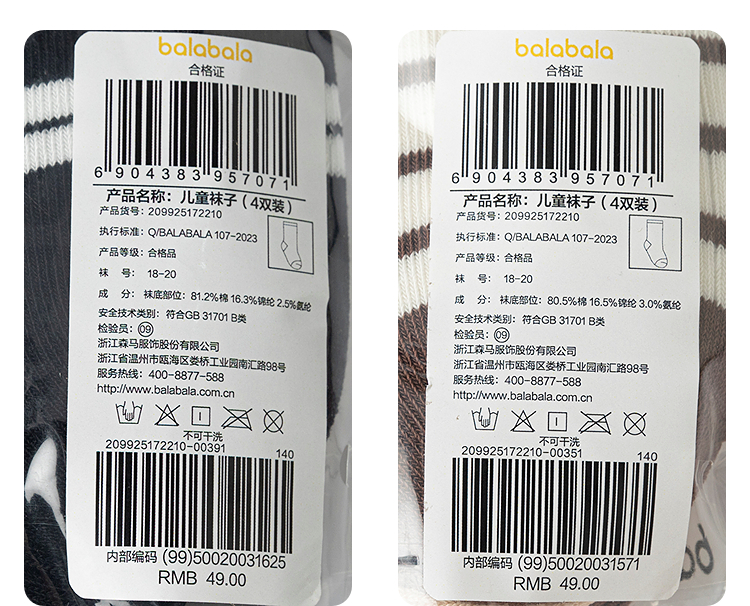 balabala
合格证
6 904383 957071
产品名称: 儿童袜子 (4双装)
产品货号: 209925172210
执行标准: Q/BALABALA 107-2023
产品等级: 合格品
袜 号: 18-20
成 分: 袜底部位: 81.2%棉 16.3%锦纶 2.5%氨纶
安全技术类别: 符合GB 31701 B类
检验员: 09
浙江森马服饰股份有限公司
浙江省温州市瓯海区娄桥工业园南汇路98号
服务热线: 400-8877-588
http://www.balabala.com.cn
不可干洗
209925172210-00391 140
内部编码 (99)50020031625
RMB 49.00
balabala
合格证
6 904383 957071
产品名称: 儿童袜子 (4双装)
产品货号: 209925172210
执行标准: Q/BALABALA 107-2023
产品等级: 合格品
袜 号: 18-20
成 分: 袜底部位: 80.5%棉 16.5%锦纶 3.0%氨纶
安全技术类别: 符合GB 31701 B类
检验员: 09
浙江森马服饰股份有限公司
浙江省温州市瓯海区娄桥工业园南汇路98号
服务热线: 400-8877-588
http://www.balabala.com.cn
不可干洗
209925172210-00351 140
内部编码 (99)50020031571
RMB 49.00